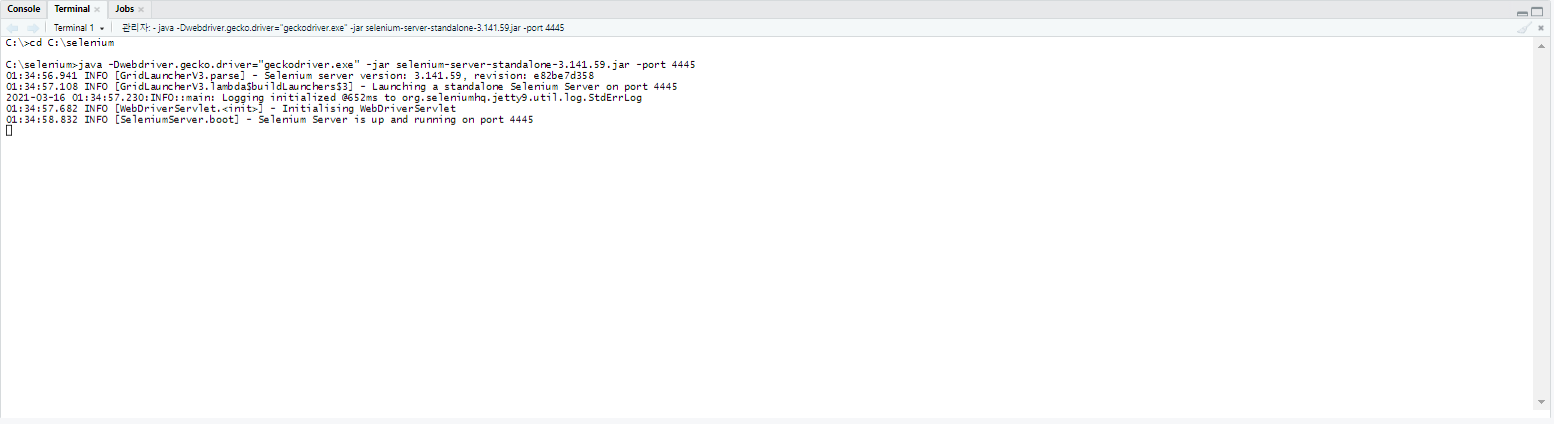 Console Terminal Jobs
Terminal 1 관리자: - java -Dwebdriver.gecko.driver="geckodriver.exe" -jar selenium-server-standalone-3.141.59.jar -port 4445
C:\>cd C:\selenium
C:\selenium>java -Dwebdriver.gecko.driver="geckodriver.exe" -jar selenium-server-standalone-3.141.59.jar -port 4445
01:34:56.941 INFO [GridLauncherV3.parse] - Selenium server version: 3.141.59, revision: e82be7d358
01:34:57.108 INFO [GridLauncherV3.lambda$buildLaunchers$3] - Launching a standalone Selenium Server on port 4445
2021-03-16 01:34:57.230:INFO::main: Logging initialized @652ms to org.seleniumhq.jetty9.util.log.StdErrLog
01:34:57.682 INFO [WebDriverServlet.<init>] - Initialising WebDriverServlet
01:34:58.832 INFO [SeleniumServer.boot] - Selenium Server is up and running on port 4445